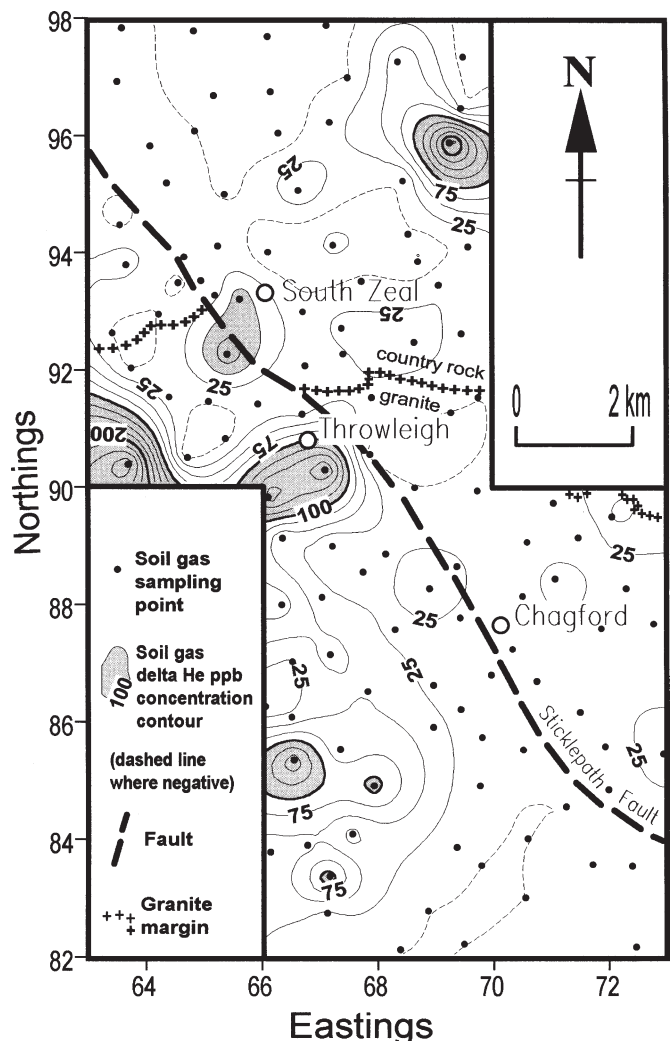 98
96
94
92
90
88
86
84
82
Northings
64
66
68
70
72
Eastings
N
0
2 km
25
75
25
25
South Zeal
25
country rock
granite
25
25
200
75
Throwleigh
100
25
25
Chagford
25
25
25
75
75
Sticklepath Fault
Soil gas
sampling
point
100
Soil gas
delta He ppb
concentration
contour
(dashed line
where negative)
Fault
Granite
margin